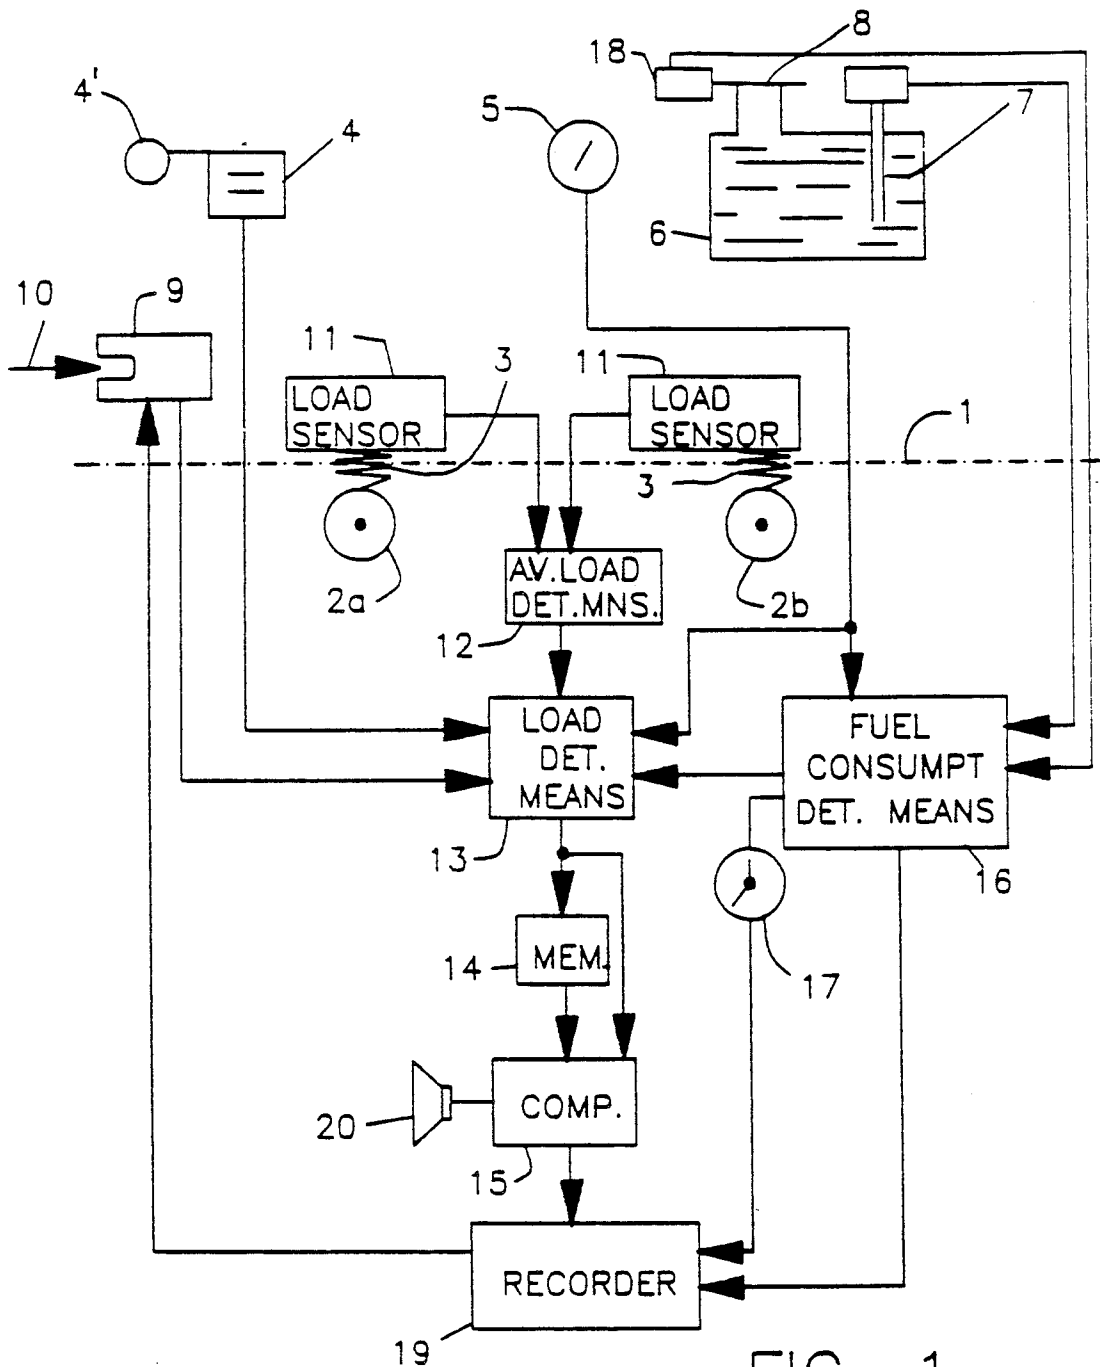 8
18
4'
4
5
7
6
10
9
11
3
11
1
LOAD
SENSOR
LOAD
SENSOR
3
2a
AV.LOAD
DET.MNS.
2b
12
LOAD
DET.
MEANS
FUEL
CONSUMPT
DET. MEANS
13
16
14
MEM.
17
20
COMP.
15
RECORDER
19
FIG. 1